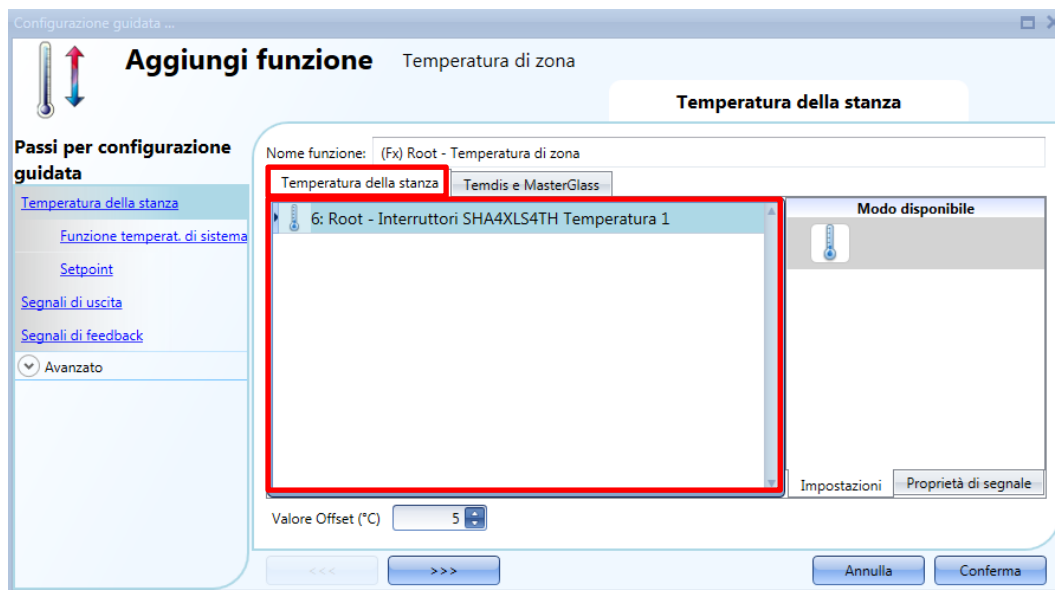 Configurazione guidata ...
Aggiungi funzione Temperatura di zona
Temperatura della stanza
Passi per configurazione
guidata
Temperatura della stanza
Funzione temperat. di sistema
Setpoint
Segnali di uscita
Segnali di feedback
Avanzato
Nome funzione: (Fx) Root - Temperatura di zona
Temperatura della stanza Temdis e MasterGlass
6: Root - Interruttori SHA4XLS4TH Temperatura 1
Modo disponibile
Impostazioni Proprietà di segnale
Valore Offset (°C) 5
<<< >>> Annulla Conferma